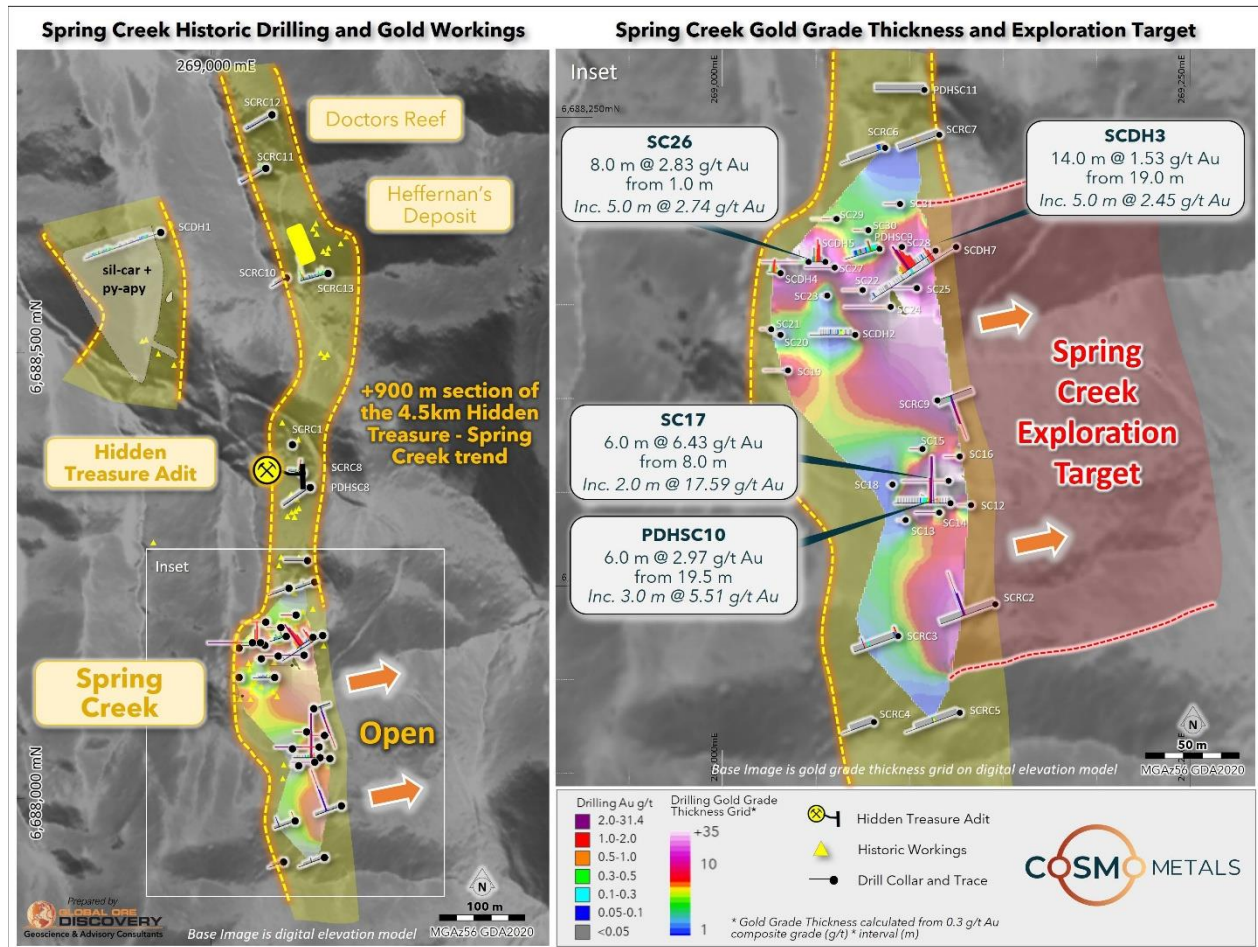 Spring Creek Historic Drilling and Gold Workings
269,000 mE
SCRC12
Doctors Reef
SCRC11
Heffernan's
Deposit
SCDH1
sil-car +
py-apy
SCRC10
SCRC13
6,688,500 mN
+900 m section of
the 4.5km Hidden
Treasure - Spring
Creek trend
SCRC1
Hidden
Treasure Adit
SCRC8
PDHSC8
Inset
Spring
Creek
Open
6,688,000 mN
N
100 m
MGAz56 GDA2020
Prepared by
GLOBAL ORE
DISCOVERY
Geoscience & Advisory Consultants
Base Image is digital elevation model
Spring Creek Gold Grade Thickness and Exploration Target
Inset
269,000 mE
269,250 mE
6,688,250mN
PDHSC11
SCRC6
SCRC7
SC26
8.0 m @ 2.83 g/t Au
from 1.0 m
Inc. 5.0 m @ 2.74 g/t Au
SCDH3
14.0 m @ 1.53 g/t Au
from 19.0 m
Inc. 5.0 m @ 2.45 g/t Au
SC29
SC30
SCDH5
PDHSC9
SC28
SCDH7
SC27
SCDH4
SC22
SC25
SC23
SC24
SC21
SC20
SCDH2
SC19
Spring
Creek
Exploration
Target
SCRC9
SC17
6.0 m @ 6.43 g/t Au
from 8.0 m
Inc. 2.0 m @ 17.59 g/t Au
SC15
SC16
SC18
SC12
SC14
SC13
PDHSC10
6.0 m @ 2.97 g/t Au
from 19.5 m
Inc. 3.0 m @ 5.51 g/t Au
SCRC2
SCRC3
SCRC4
SCRC5
N
50 m
MGAz56 GDA2020
Base Image is gold grade thickness grid on digital elevation model
Drilling Au g/t
2.0-31.4
1.0-2.0
0.5-1.0
0.3-0.5
0.1-0.3
0.05-0.1
<0.05
Drilling Gold Grade
Thickness Grid*
+35
10
1
Hidden Treasure Adit
Historic Workings
Drill Collar and Trace
* Gold Grade Thickness calculated from 0.3 g/t Au
composite grade (g/t) * interval (m)
COSMO METALS